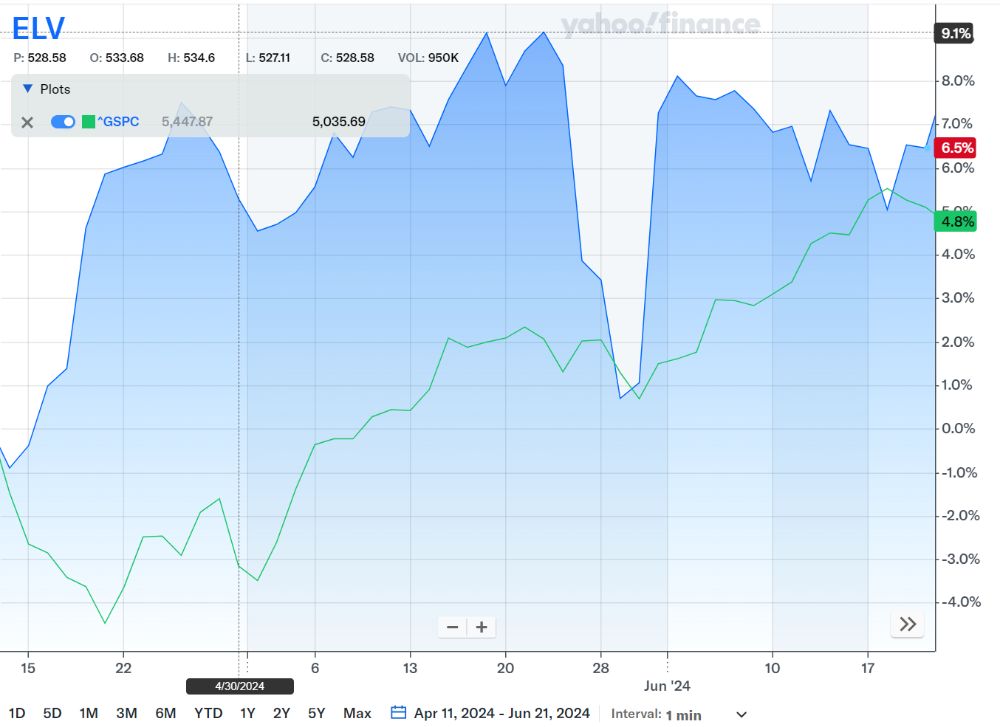 ELV
yahoo!finance
9.1%
P: 528.58 O: 533.68 H: 534.6 L: 527.11 C: 528.58 VOL: 950K
Plots
^GSPC 5,447.87 5,035.69
8.0%
7.0%
6.5%
6.0%
5.0%
4.8%
4.0%
3.0%
2.0%
1.0%
0.0%
-1.0%
-2.0%
-3.0%
-4.0%
15 22 6 13 20 28 10 17
4/30/2024 Jun '24
1D 5D 1M 3M 6M YTD 1Y 2Y 5Y Max Apr 11, 2024 - Jun 21, 2024 Interval: 1 min